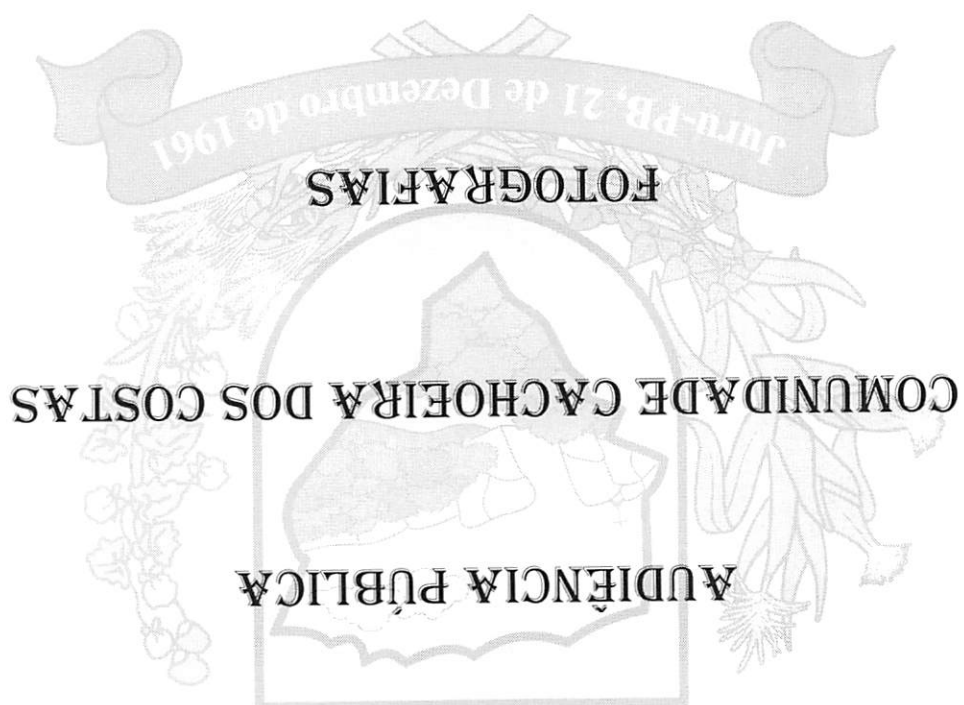 AUDIÊNCIA PÚBLICA
COMUNIDADE CACHOEIRA DOS COSTAS
FOTOGRAFIAS
Juru-PB, 21 de Dezembro de 1961